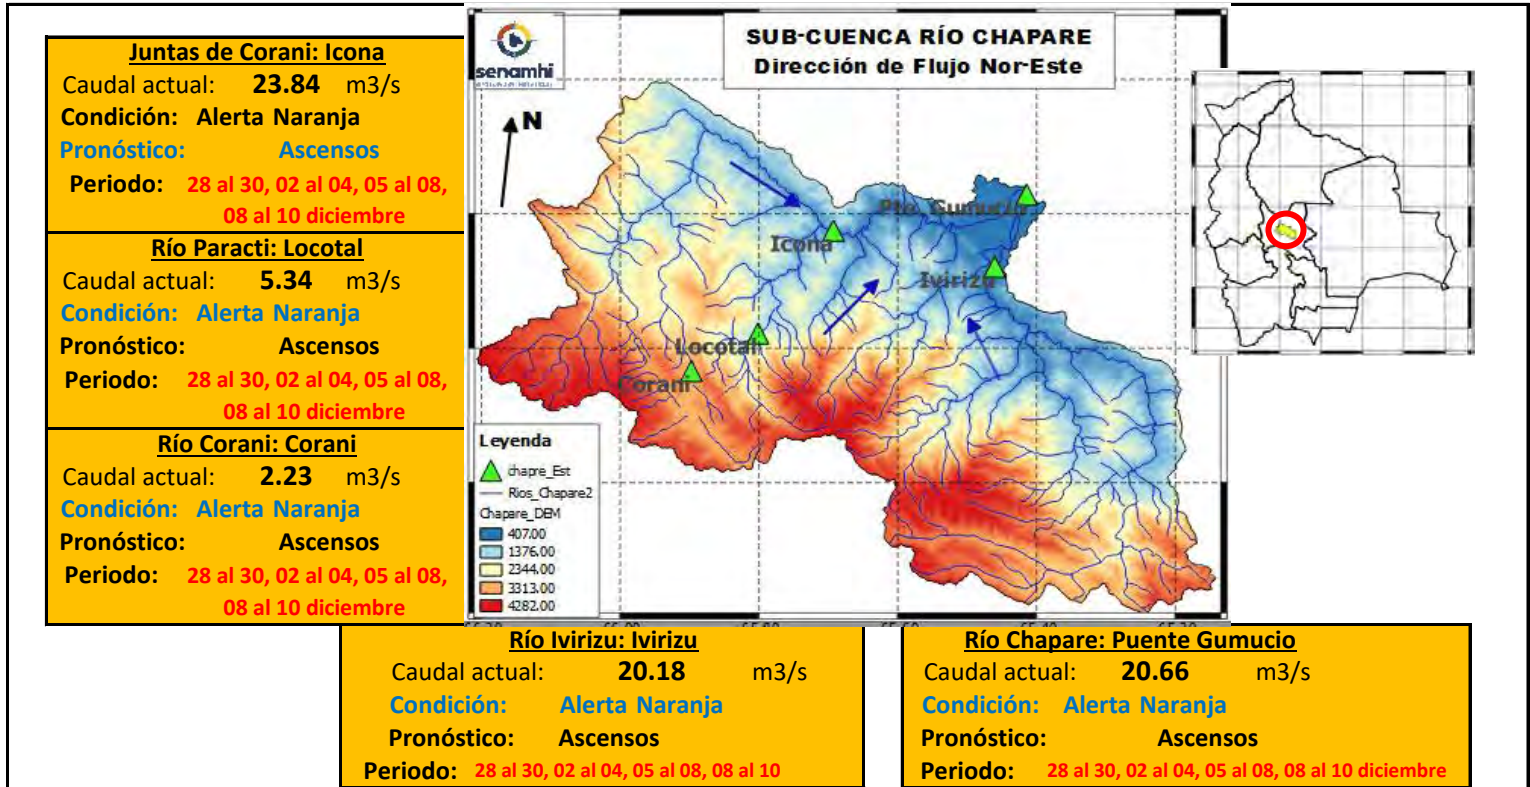 Juntas de Corani: Icona
Caudal actual: 23.84 m3/s
Condición: Alerta Naranja
Pronóstico: Ascensos
Periodo: 28 al 30, 02 al 04, 05 al 08,
08 al 10 diciembre
Río Paracti: Locotal
Caudal actual: 5.34 m3/s
Condición: Alerta Naranja
Pronóstico: Ascensos
Periodo: 28 al 30, 02 al 04, 05 al 08,
08 al 10 diciembre
Río Corani: Corani
Caudal actual: 2.23 m3/s
Condición: Alerta Naranja
Pronóstico: Ascensos
Periodo: 28 al 30, 02 al 04, 05 al 08,
08 al 10 diciembre
senamhi
SUB-CUENCA RÍO CHAPARE
Dirección de Flujo Nor-Este
N
Pto. Gumucio
Icona
Ivirizu
Locotal
Corani
Leyenda
chapre_Est
Rios_Chapare2
Chapare_DEM
407.00
1376.00
2344.00
3313.00
4282.00
Río Ivirizu: Ivirizu
Caudal actual: 20.18 m3/s
Condición: Alerta Naranja
Pronóstico: Ascensos
Periodo: 28 al 30, 02 al 04, 05 al 08, 08 al 10
Río Chapare: Puente Gumucio
Caudal actual: 20.66 m3/s
Condición: Alerta Naranja
Pronóstico: Ascensos
Periodo: 28 al 30, 02 al 04, 05 al 08, 08 al 10 diciembre